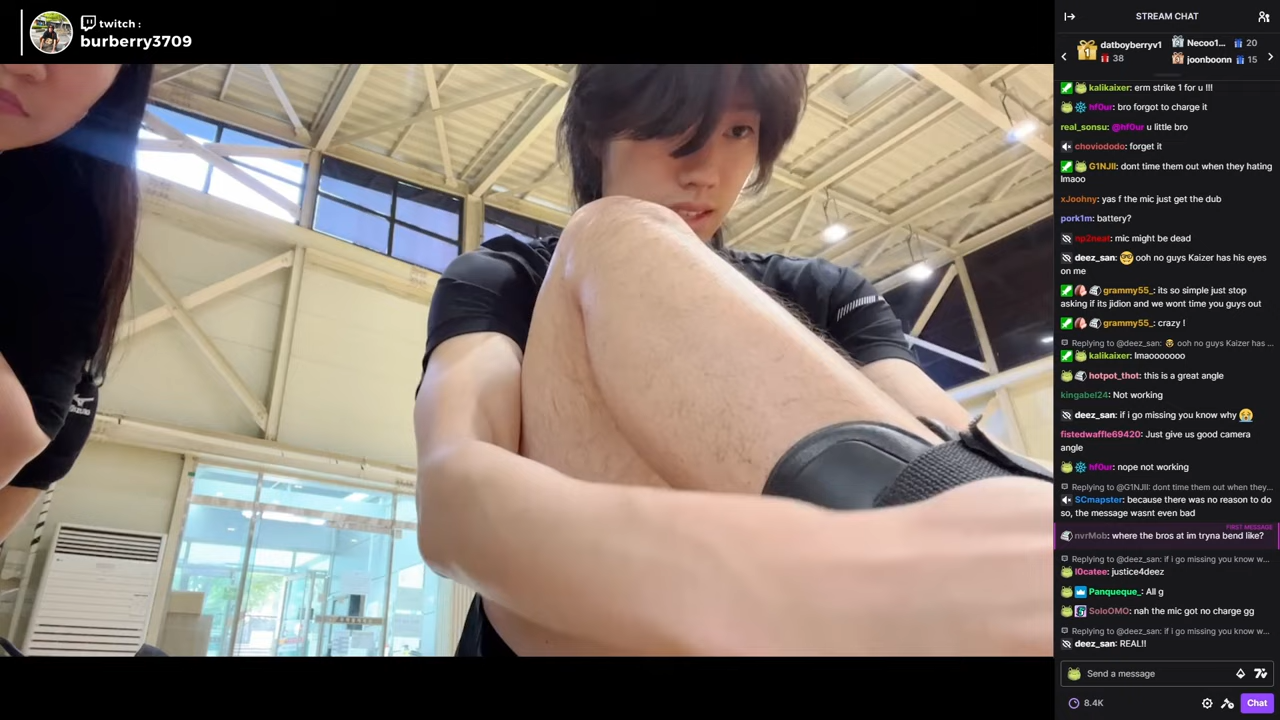 twitch :
burberry3709
STREAM CHAT
datboyberryv1
38
Necoo1... 20
joonboonn 15
kalikaixer: erm strike 1 for u !!!
hf0ur: bro forgot to charge it
real_sonsu: @hf0ur u little bro
choviododo: forget it
G1NJII: dont time them out when they hating
lmaoo
xJoohny: yas f the mic just get the dub
pork1m: battery?
np2neat: mic might be dead
deez_san: 🤓 ooh no guys Kaizer has his eyes
on me
grammy55_: its so simple just stop
asking if its jidion and we wont time you guys out
grammy55_: crazy !
Replying to @deez_san: 🤓 ooh no guys Kaizer has ...
kalikaixer: lmaooooooo
hotpot_thot: this is a great angle
kingabel24: Not working
deez_san: if i go missing you know why 😭
fistedwaffle69420: Just give us good camera
angle
hf0ur: nope not working
Replying to @G1NJII: dont time them out when they...
SCmapster: because there was no reason to do
so, the message wasnt even bad
FIRST MESSAGE
nvrMob: where the bros at im tryna bend like?
Replying to @deez_san: if i go missing you know w...
l0catee: justice4deez
Panqueque_: All g
SoloOMO: nah the mic got no charge gg
Replying to @deez_san: if i go missing you know w...
deez_san: REAL!!
Send a message
8.4K
Chat